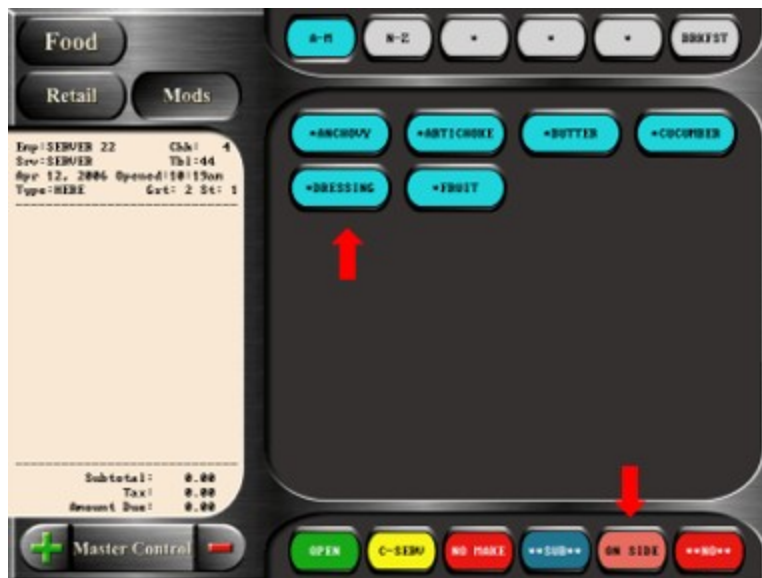 Food
Retail Mods
Emp:SERVER 22 Chk: 4
Srv:SERVER Tbl:44
Apr 12, 2006 Opened:10:19am
Type:HERE Gst: 2 St: 1
Subtotal: 0.00
Tax: 0.00
Amount Due: 0.00
Master Control
A-M N-Z * * * BRKFST
*ANCHOVY *ARTICHOKE *BUTTER *CUCUMBER
*DRESSING *FRUIT
OPEN C-SERV NO MAKE **SUB** ON SIDE **NO**